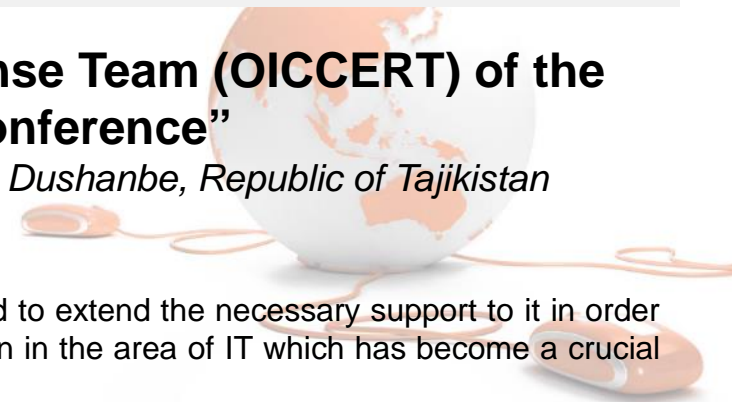 nse Team (OICCERT) of the
onference”
Dushanbe, Republic of Tajikistan
d to extend the necessary support to it in order
n in the area of IT which has become a crucial